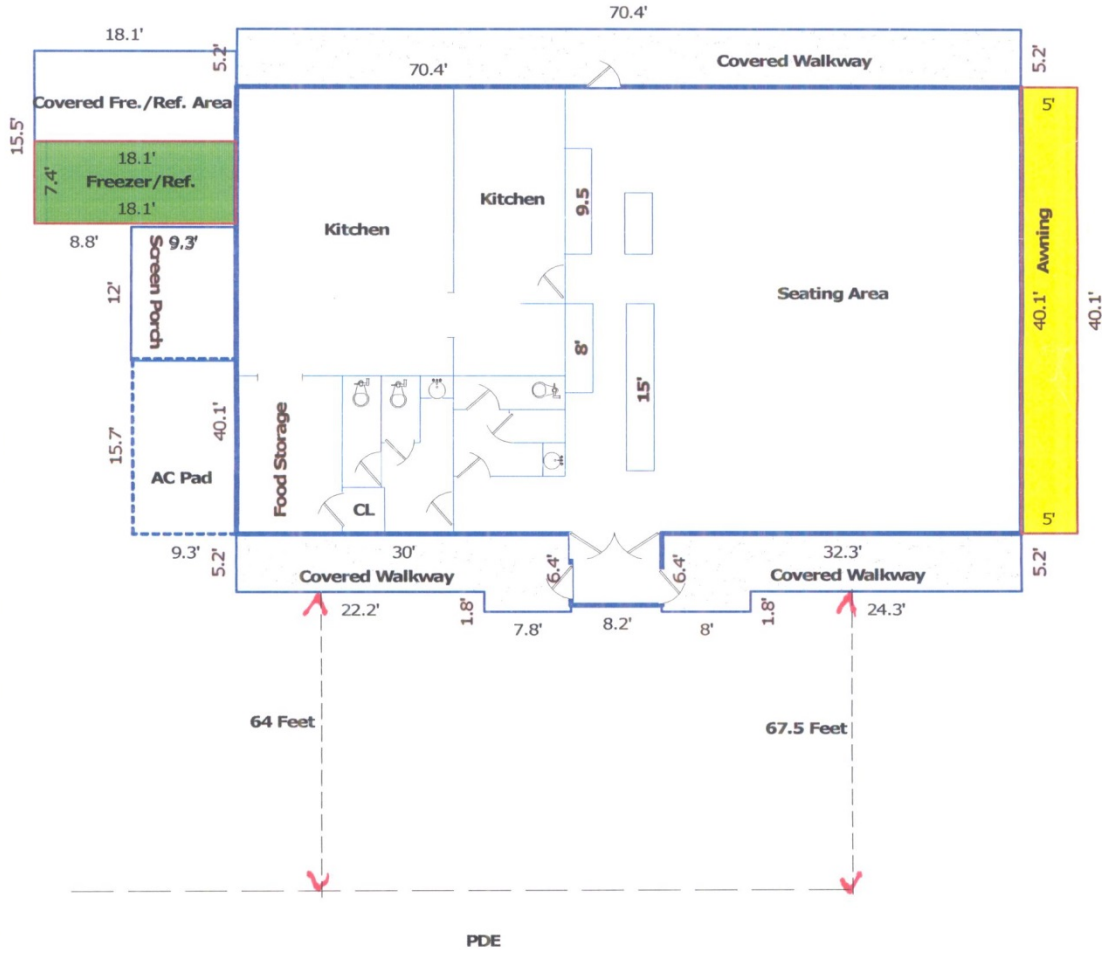 70.4'
18.1'
5.2'
Covered Walkway
5.2'
70.4'
Covered Fre./Ref. Area
5'
15.5'
18.1'
7.4'
Freezer/Ref.
18.1'
Kitchen
9.5
Kitchen
Awning
8.8'
9.3'
Screen Porch
12'
Seating Area
40.1'
40.1'
8'
15'
40.1'
15.7'
Food Storage
AC Pad
CL
5'
9.3'
5.2'
30'
6.4'
6.4'
32.3'
5.2'
Covered Walkway
Covered Walkway
22.2'
1.8'
7.8'
8.2'
8'
1.8'
24.3'
64 Feet
67.5 Feet
PDE